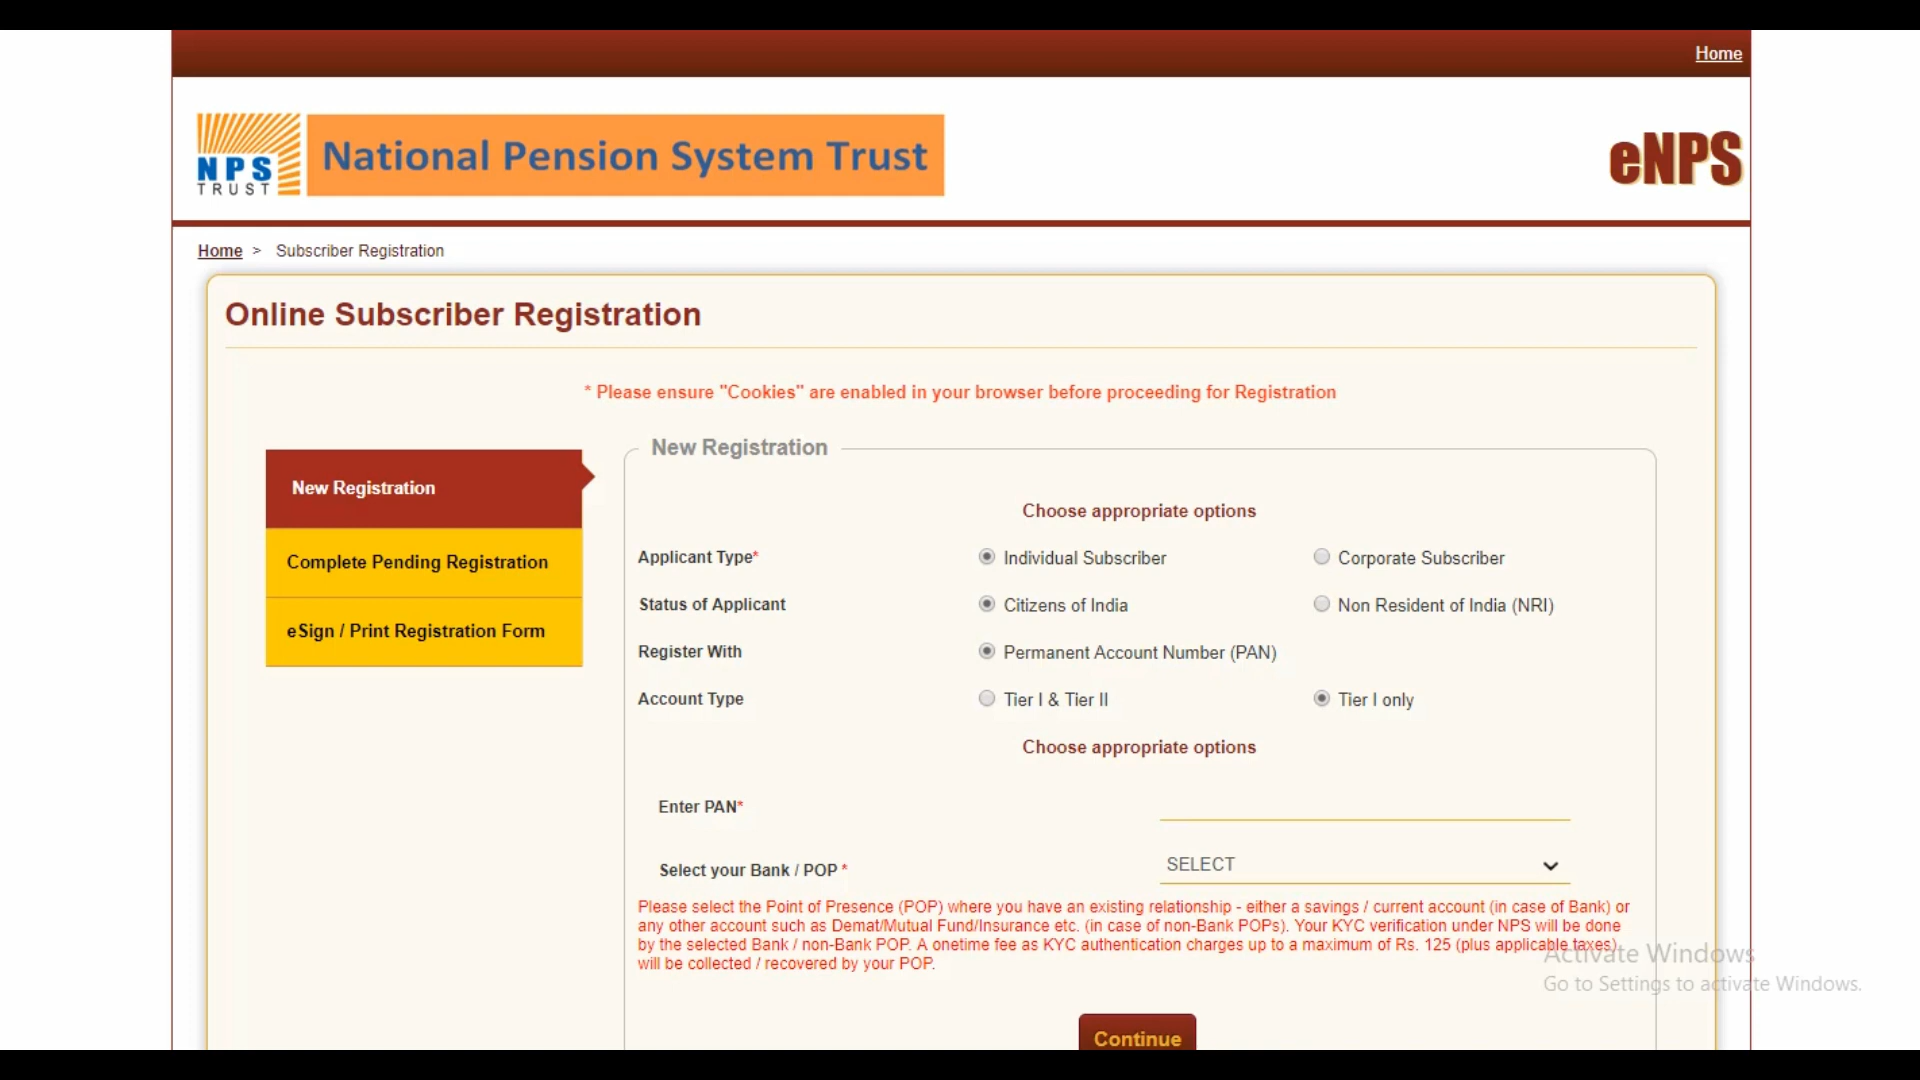 Home
NPS
TRUST
National Pension System Trust
eNPS
Home > Subscriber Registration
Online Subscriber Registration
* Please ensure "Cookies" are enabled in your browser before proceeding for Registration
New Registration
Complete Pending Registration
eSign / Print Registration Form
New Registration
Choose appropriate options
Applicant Type* Individual Subscriber Corporate Subscriber
Status of Applicant Citizens of India Non Resident of India (NRI)
Register With Permanent Account Number (PAN)
Account Type Tier I & Tier II Tier I only
Choose appropriate options
Enter PAN*
Select your Bank / POP * SELECT
Please select the Point of Presence (POP) where you have an existing relationship - either a savings / current account (in case of Bank) or
any other account such as Demat/Mutual Fund/Insurance etc. (in case of non-Bank POPs). Your KYC verification under NPS will be done
by the selected Bank / non-Bank POP. A onetime fee as KYC authentication charges up to a maximum of Rs. 125 (plus applicable taxes)
will be collected / recovered by your POP.
Activate Windows
Go to Settings to activate Windows.
Continue